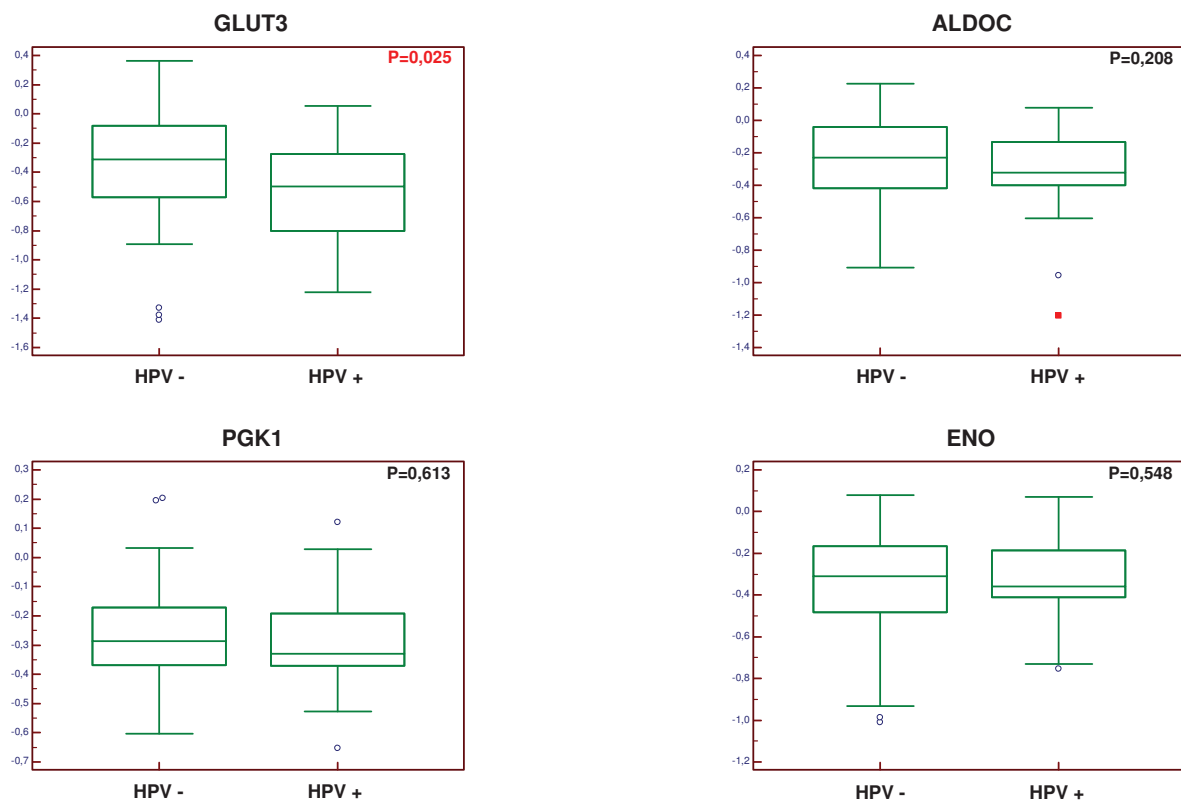 GLUT3
P=0,025
0,4
0,2
0,0
-0,2
-0,4
-0,6
-0,8
-1,0
-1,2
-1,4
-1,6
HPV -
HPV +
ALDOC
P=0,208
0,4
0,2
0,0
-0,2
-0,4
-0,6
-0,8
-1,0
-1,2
-1,4
HPV -
HPV +
PGK1
P=0,613
0,3
0,2
0,1
0,0
-0,1
-0,2
-0,3
-0,4
-0,5
-0,6
-0,7
HPV -
HPV +
ENO
P=0,548
0,2
0,0
-0,2
-0,4
-0,6
-0,8
-1,0
-1,2
HPV -
HPV +